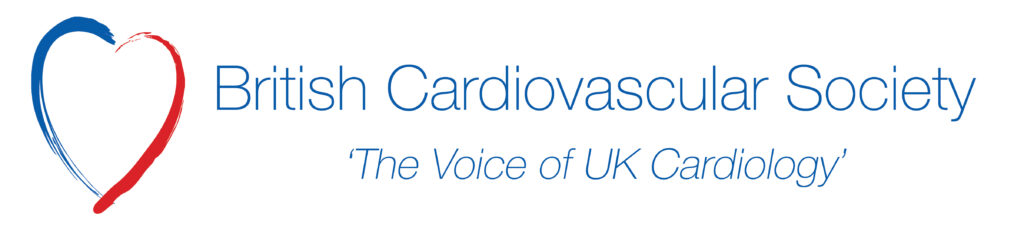 British Cardiovascular Society
‘The Voice of UK Cardiology’